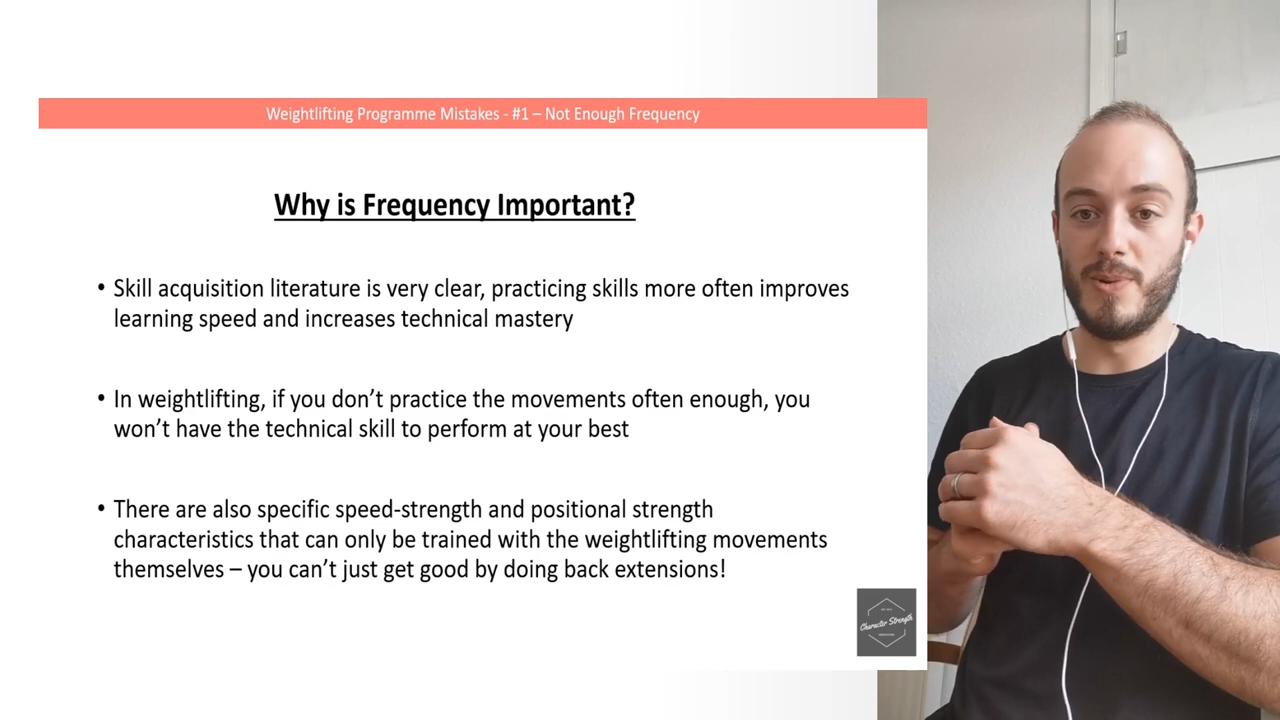 Weightlifting Programme Mistakes - #1 – Not Enough Frequency
Why is Frequency Important?
• Skill acquisition literature is very clear, practicing skills more often improves
learning speed and increases technical mastery
• In weightlifting, if you don’t practice the movements often enough, you
won’t have the technical skill to perform at your best
• There are also specific speed-strength and positional strength
characteristics that can only be trained with the weightlifting movements
themselves – you can’t just get good by doing back extensions!
Character Strength